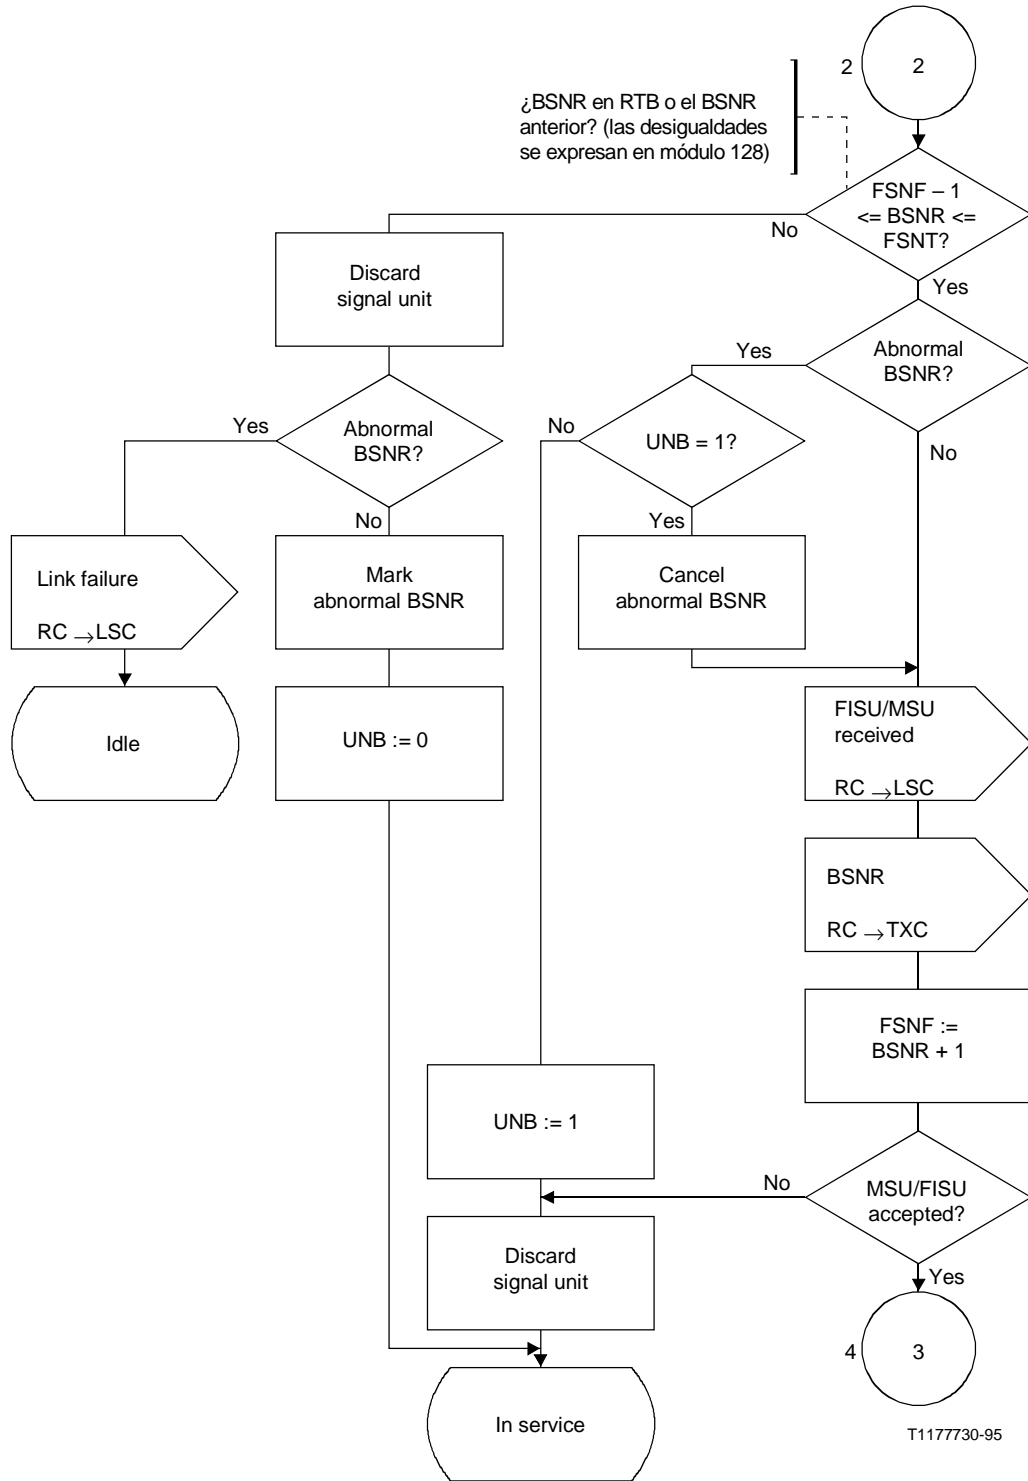 2
2
¿BSNR en RTB o el BSNR
anterior? (las desigualdades
se expresan en módulo 128)
FSNF – 1
<= BSNR <=
FSNT?
No
Yes
Discard
signal unit
Abnormal
BSNR?
Yes
No
Yes
Abnormal
BSNR?
No
UNB = 1?
No
Yes
Link failure
RC →LSC
Mark
abnormal BSNR
Cancel
abnormal BSNR
Idle
UNB := 0
FISU/MSU
received
RC →LSC
BSNR
RC →TXC
FSNF :=
BSNR + 1
UNB := 1
No
MSU/FISU
accepted?
Yes
Discard
signal unit
4
3
In service
T1177730-95